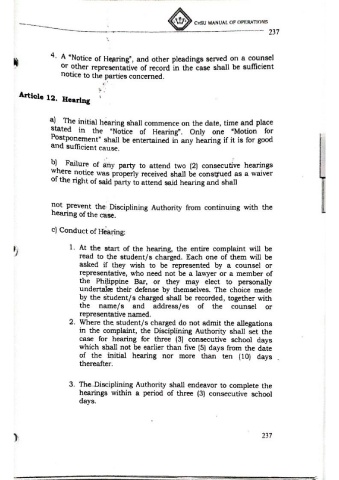 CvSU MANUAL OF OPERATIONS
237
4. A "Notice of Hearing", and other pleadings served on a counsel
or other representative of record in the case shall be sufficient
notice to the parties concerned.
Article 12. Hearing
a) The initial hearing shall commence on the date, time and place
stated in the "Notice of Hearing". Only one "Motion for
Postponement" shall be entertained in any hearing if it is for good
and sufficient cause.
b) Failure of any party to attend two (2) consecutive hearings
where notice was properly received shall be construed as a waiver
of the right of said party to attend said hearing and shall
not prevent the Disciplining Authority from continuing with the
hearing of the case.
c) Conduct of Hearing:
1. At the start of the hearing, the entire complaint will be
read to the student/s charged. Each one of them will be
asked if they wish to be represented by a counsel or
representative, who need not be a lawyer or a member of
the Philippine Bar, or they may elect to personally
undertake their defense by themselves. The choice made
by the student/s charged shall be recorded, together with
the name/s and address/es of the counsel or
representative named.
2. Where the student/s charged do not admit the allegations
in the complaint, the Disciplining Authority shall set the
case for hearing for three (3) consecutive school days
which shall not be earlier than five (5) days from the date
of the initial hearing nor more than ten (10) days
thereafter.
3. The Disciplining Authority shall endeavor to complete the
hearings within a period of three (3) consecutive school
days.
237